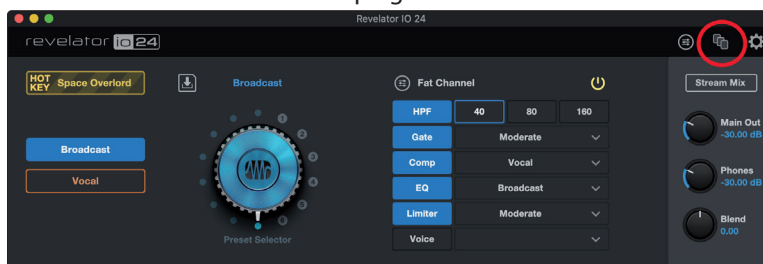 Revelator IO 24
revelator io 24
HOT KEY Space Overlord
Broadcast
Fat Channel
Stream Mix
HPF 40 80 160
Main Out
-30.00 dB
Gate Moderate
Broadcast
Comp Vocal
Vocal
Phones
-30.00 dB
EQ Broadcast
Limiter Moderate
Blend
0.00
Voice
1
2
3
4
5
6
Preset Selector